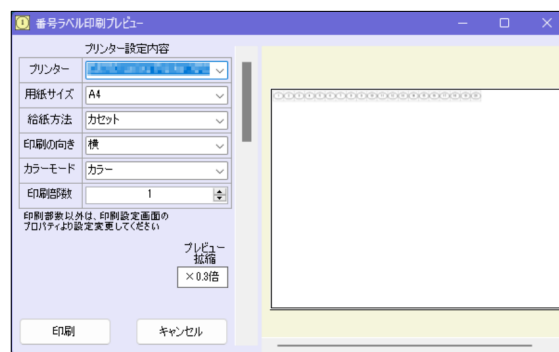 番号ラベル印刷プレビュー
プリンター設定内容
プリンター
用紙サイズ A4
給紙方法 カセット
印刷の向き 横
カラーモード カラー
印刷部数 1
印刷部数以外は、印刷設定画面の
プロパティより設定変更してください
プレビュー
拡縮
×0.3倍
印刷 キャンセル